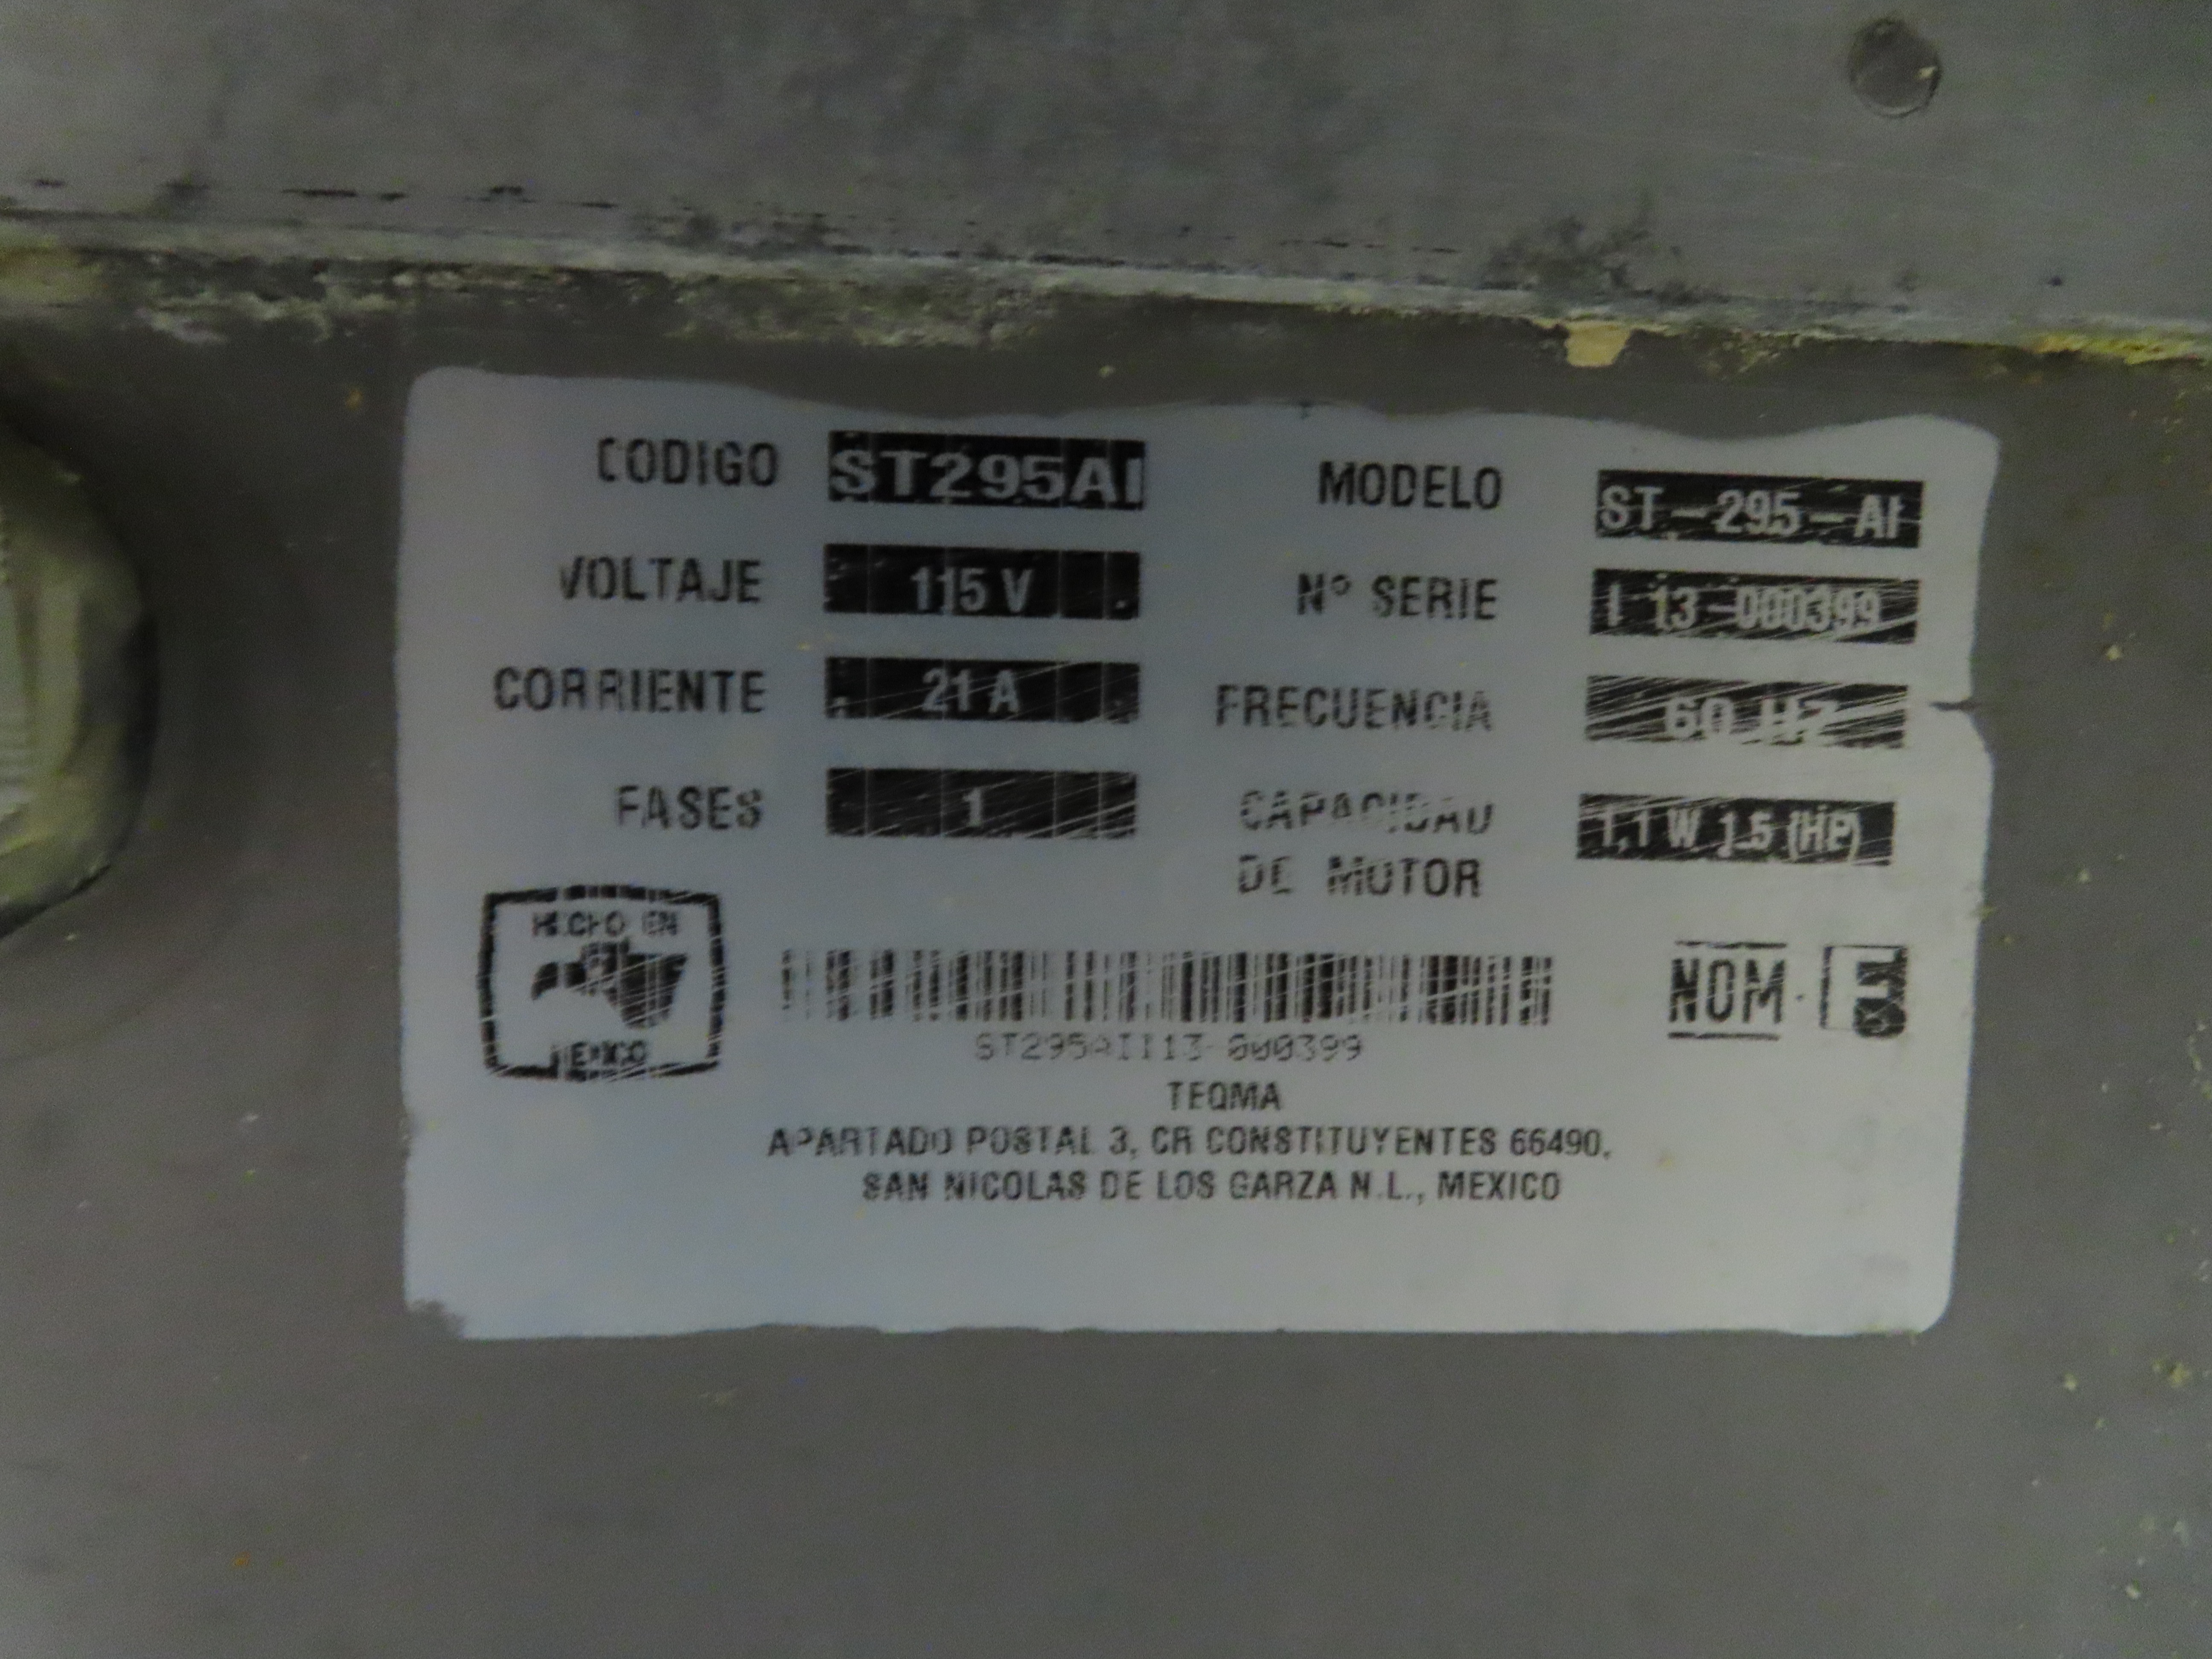 CODIGO ST295AI MODELO ST-295-AI
VOLTAJE 115 V Nº SERIE I 13-000399
CORRIENTE 21 A FRECUENCIA 60 HZ
FASES 1 CAPACIDAD DE MOTOR 1,1 W 1.5 (HP)
HECHO EN
MEXICO
NOM
ST295AII13-000399
TEQMA
APARTADO POSTAL 3, CR CONSTITUYENTES 66490,
SAN NICOLAS DE LOS GARZA N.L., MEXICO